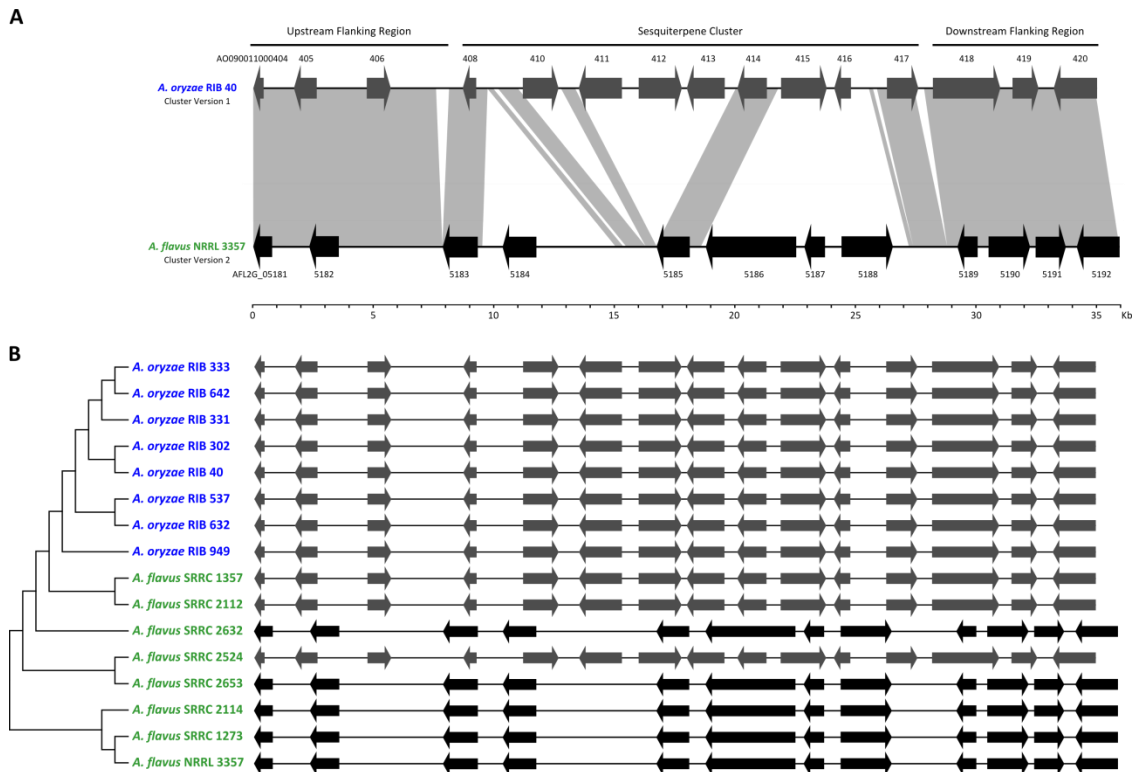 A
Upstream Flanking Region
Sesquiterpene Cluster
Downstream Flanking Region
AO090011000404 405 406 408 410 411 412 413 414 415 416 417 418 419 420
A. oryzae RIB 40
Cluster Version 1
A. flavus NRRL 3357
Cluster Version 2
AFL2G_05181 5182 5183 5184 5185 5186 5187 5188 5189 5190 5191 5192
0 5 10 15 20 25 30 35 Kb
B
A. oryzae RIB 333
A. oryzae RIB 642
A. oryzae RIB 331
A. oryzae RIB 302
A. oryzae RIB 40
A. oryzae RIB 537
A. oryzae RIB 632
A. oryzae RIB 949
A. flavus SRRC 1357
A. flavus SRRC 2112
A. flavus SRRC 2632
A. flavus SRRC 2524
A. flavus SRRC 2653
A. flavus SRRC 2114
A. flavus SRRC 1273
A. flavus NRRL 3357